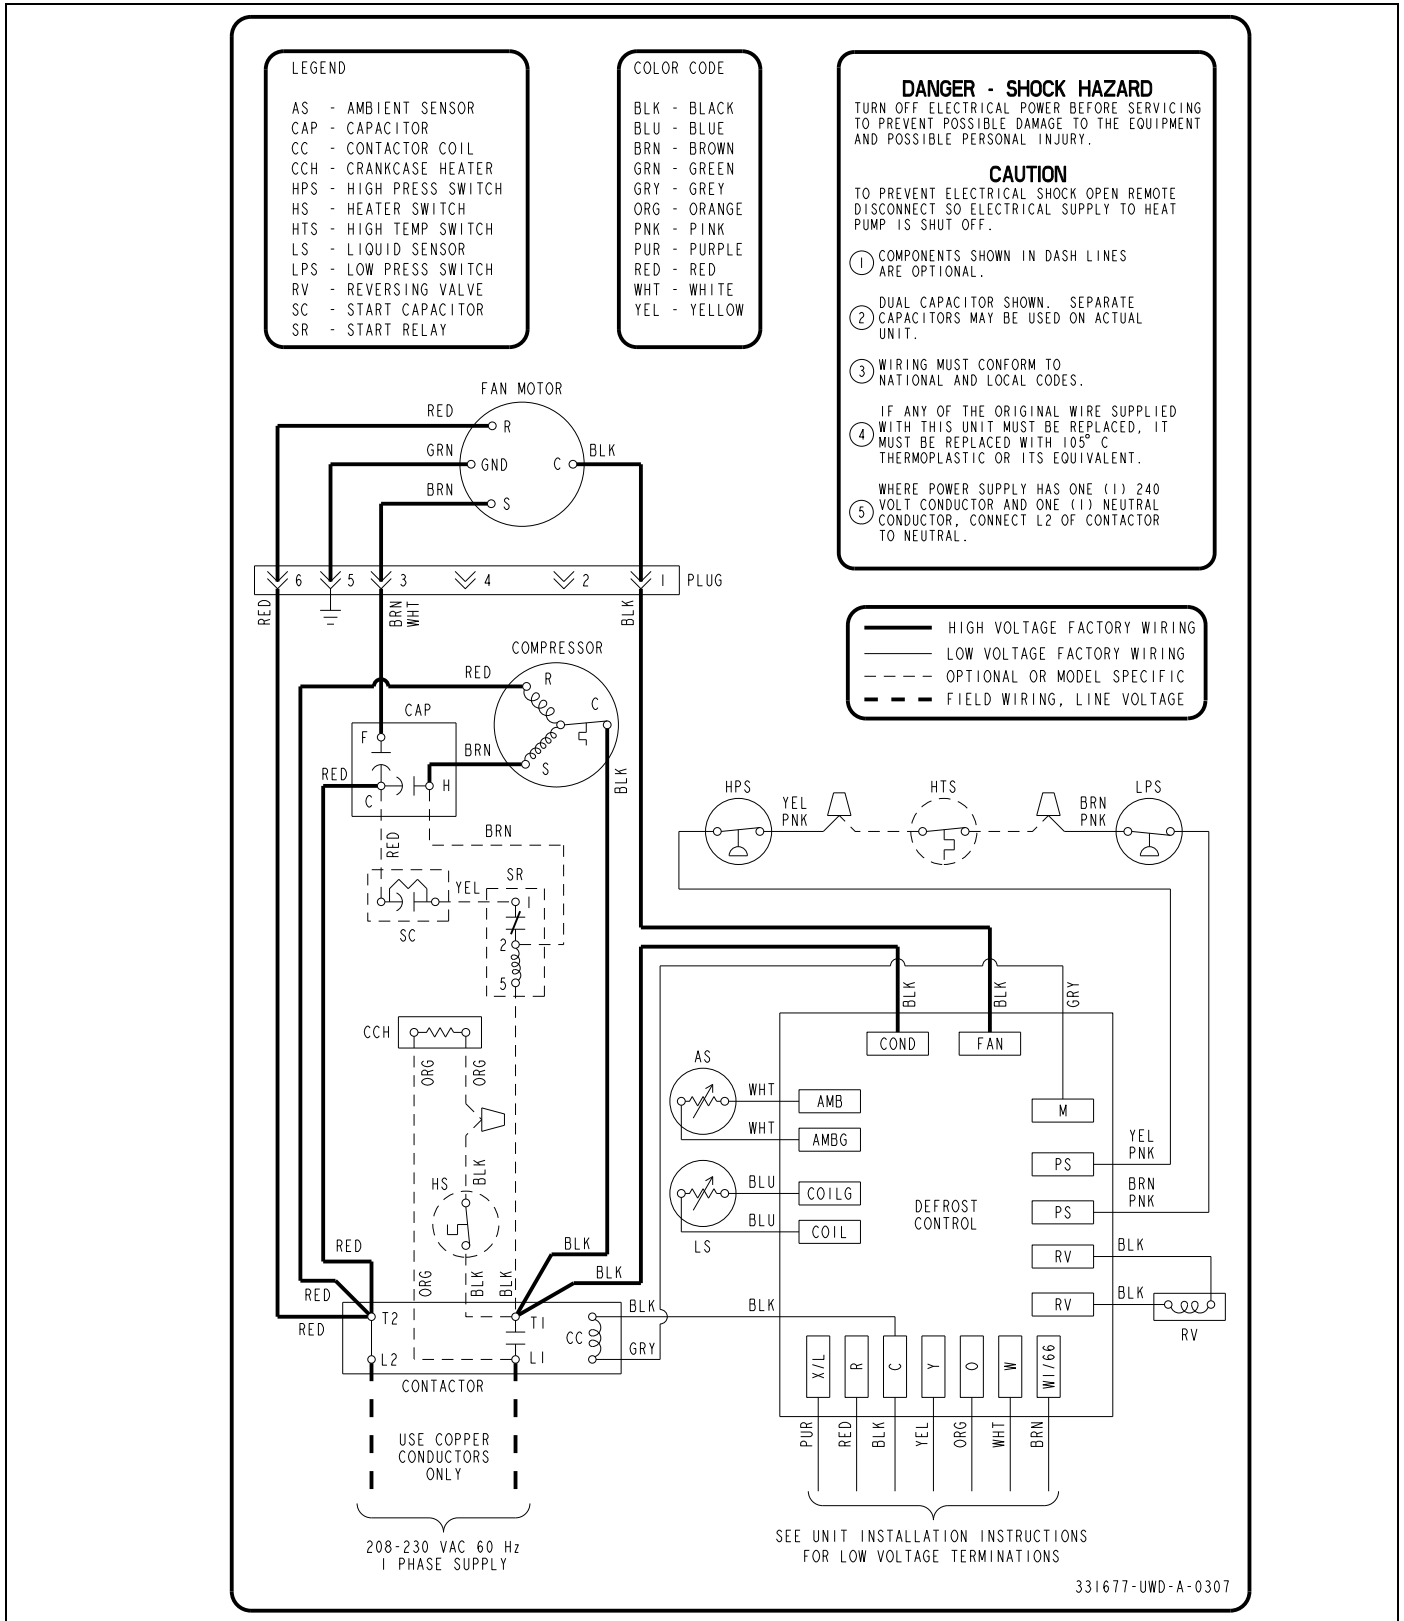 LEGEND
AS - AMBIENT SENSOR
CAP - CAPACITOR
CC - CONTACTOR COIL
CCH - CRANKCASE HEATER
HPS - HIGH PRESS SWITCH
HS - HEATER SWITCH
HTS - HIGH TEMP SWITCH
LS - LIQUID SENSOR
LPS - LOW PRESS SWITCH
RV - REVERSING VALVE
SC - START CAPACITOR
SR - START RELAY
COLOR CODE
BLK - BLACK
BLU - BLUE
BRN - BROWN
GRN - GREEN
GRY - GREY
ORG - ORANGE
PNK - PINK
PUR - PURPLE
RED - RED
WHT - WHITE
YEL - YELLOW
DANGER - SHOCK HAZARD
TURN OFF ELECTRICAL POWER BEFORE SERVICING
TO PREVENT POSSIBLE DAMAGE TO THE EQUIPMENT
AND POSSIBLE PERSONAL INJURY.
CAUTION
TO PREVENT ELECTRICAL SHOCK OPEN REMOTE
DISCONNECT SO ELECTRICAL SUPPLY TO HEAT
PUMP IS SHUT OFF.
1 COMPONENTS SHOWN IN DASH LINES
ARE OPTIONAL.
2 DUAL CAPACITOR SHOWN. SEPARATE
CAPACITORS MAY BE USED ON ACTUAL
UNIT.
3 WIRING MUST CONFORM TO
NATIONAL AND LOCAL CODES.
4 IF ANY OF THE ORIGINAL WIRE SUPPLIED
WITH THIS UNIT MUST BE REPLACED, IT
MUST BE REPLACED WITH 105° C
THERMOPLASTIC OR ITS EQUIVALENT.
5 WHERE POWER SUPPLY HAS ONE (1) 240
VOLT CONDUCTOR AND ONE (1) NEUTRAL
CONDUCTOR, CONNECT L2 OF CONTACTOR
TO NEUTRAL.
HIGH VOLTAGE FACTORY WIRING
LOW VOLTAGE FACTORY WIRING
OPTIONAL OR MODEL SPECIFIC
FIELD WIRING, LINE VOLTAGE
FAN MOTOR
RED
R
GRN
GND
C
BLK
BRN
S
6
5
3
4
2
1
PLUG
RED
BRN
WHT
BLK
COMPRESSOR
RED
R
C
CAP
F
BRN
S
BLK
RED
C
H
RED
BRN
SC
YEL
SR
1
2
5
CCH
ORG
ORG
BLK
HS
ORG
BLK
BLK
BLK
BLK
RED
RED
RED
T2
T1
CC
BLK
BLK
L2
L1
GRY
CONTACTOR
USE COPPER
CONDUCTORS
ONLY
208-230 VAC 60 Hz
1 PHASE SUPPLY
HPS
YEL
PNK
HTS
BRN
PNK
LPS
BLK
BLK
GRY
COND
FAN
AS
WHT
AMB
M
WHT
AMBG
YEL
PNK
PS
BLU
COILG
BRN
PNK
PS
BLU
COIL
LS
DEFROST
CONTROL
RV
BLK
RV
BLK
RV
X/L
R
C
Y
O
W
W1/66
PUR
RED
BLK
YEL
ORG
WHT
BRN
SEE UNIT INSTALLATION INSTRUCTIONS
FOR LOW VOLTAGE TERMINATIONS
331677-UWD-A-0307